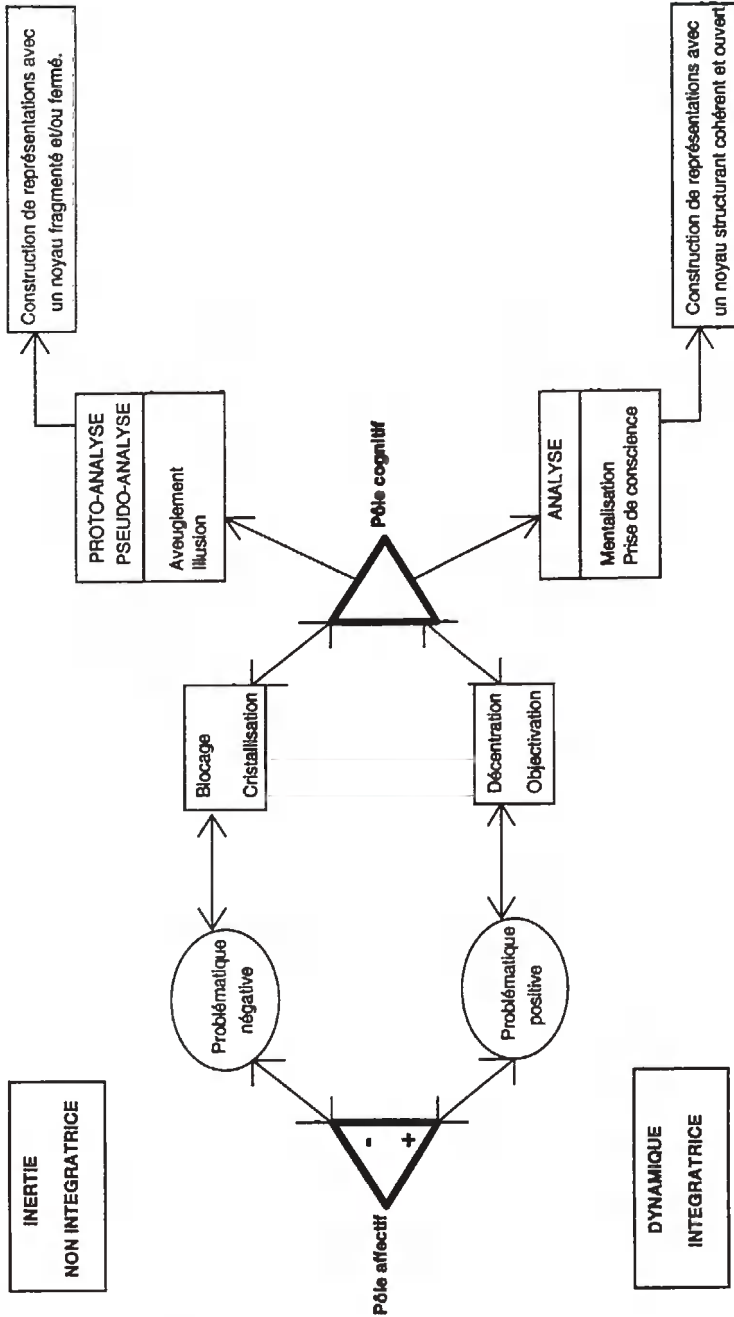 INERTIE
NON INTEGRATRICE
Problématique
négative
Blocage
Cristallisation
PROTO-ANALYSE
PSEUDO-ANALYSE
Aveuglement
Illusion
Construction de représentations avec
un noyau fragmenté et/ou fermé.
Pôle affectif
-
+
Pôle cognitif
DYNAMIQUE
INTEGRATRICE
Problématique
positive
Décentration
Objectivation
ANALYSE
Mentalisation
Prise de conscience
Construction de représentations avec
un noyau structurant cohérent et ouvert